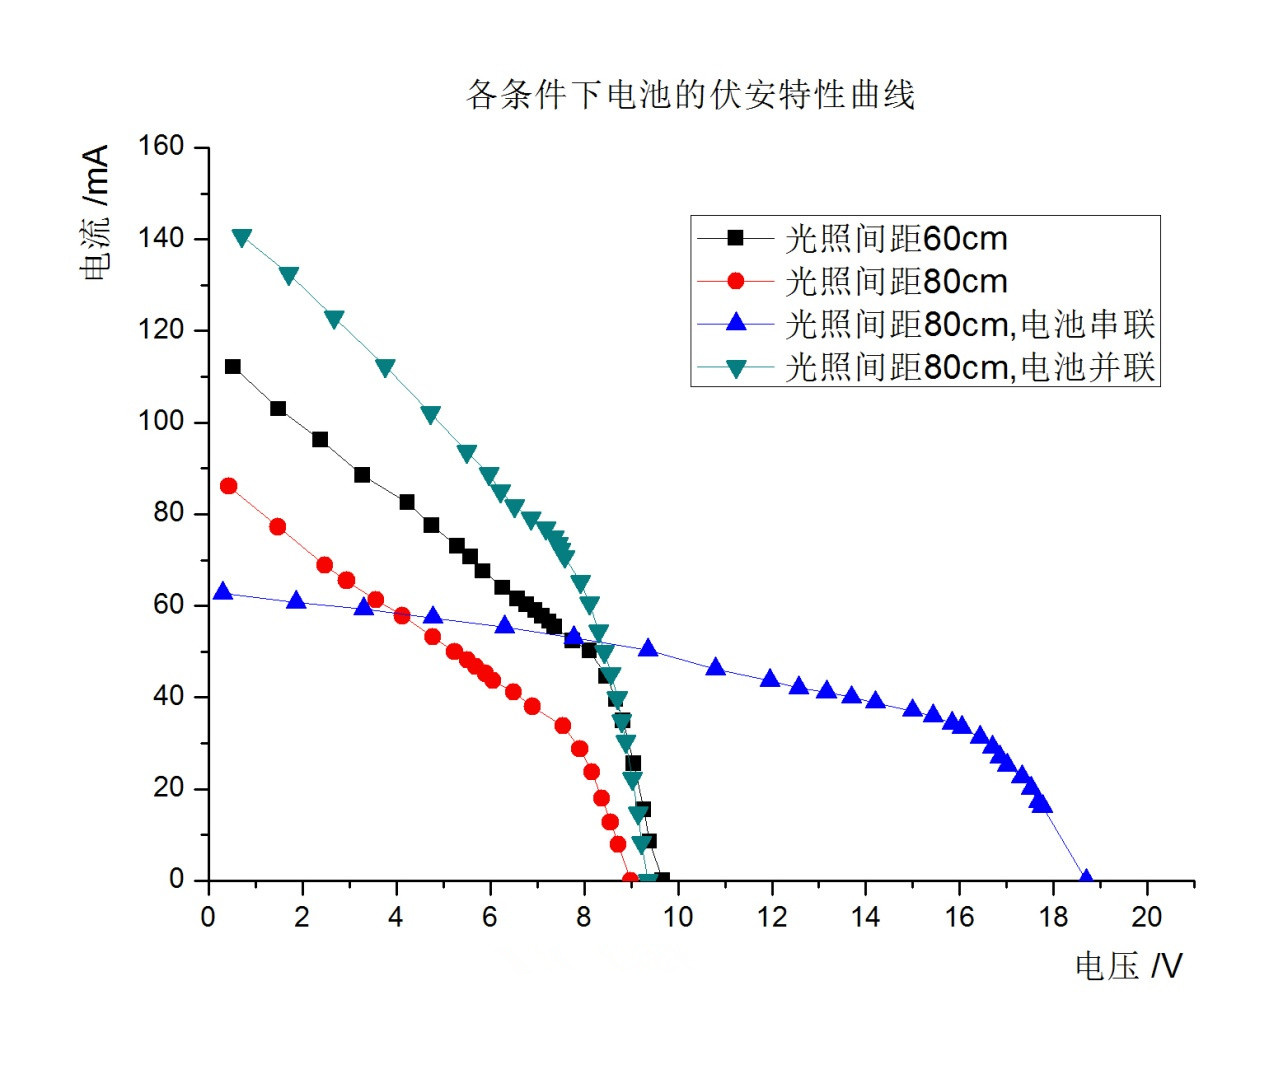 各条件下电池的伏安特性曲线
电流 /mA
160
140
120
100
80
60
40
20
0
光照间距60cm
光照间距80cm
光照间距80cm,电池串联
光照间距80cm,电池并联
0 2 4 6 8 10 12 14 16 18 20
电压 /V